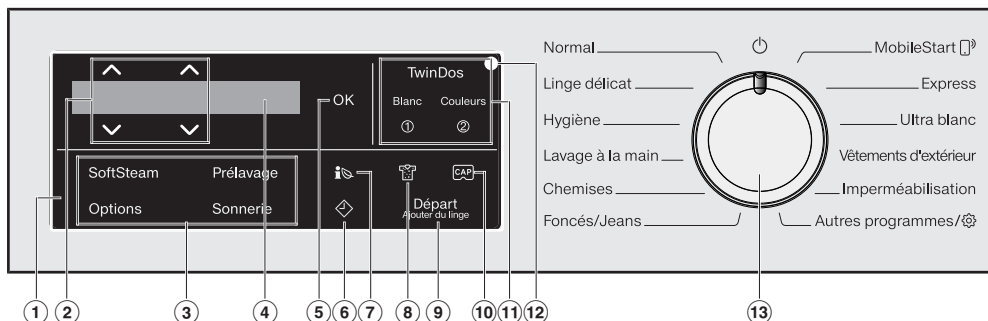 TwinDos
Blanc Couleurs
① ②
OK
SoftSteam Prélavage
Options Sonnerie
CAP
Départ
Ajouter du linge
Normal
Linge délicat
Hygiène
Lavage à la main
Chemises
Foncés/Jeans
MobileStart
Express
Ultra blanc
Vêtements d'extérieur
Imperméabilisation
Autres programmes/
① ② ③ ④ ⑤ ⑥ ⑦ ⑧ ⑨ ⑩ ⑪ ⑫ ⑬